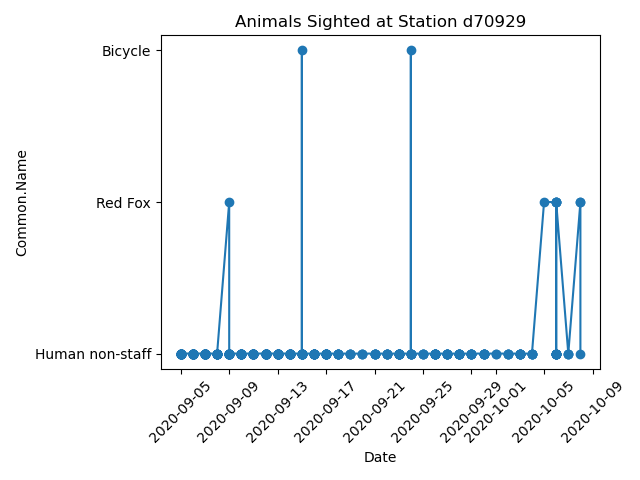 Animals Sighted at Station d70929
Bicycle
Red Fox
Human non-staff
Common.Name
2020-09-05
2020-09-09
2020-09-13
2020-09-17
2020-09-21
2020-09-25
2020-09-29
2020-10-01
2020-10-05
2020-10-09
Date